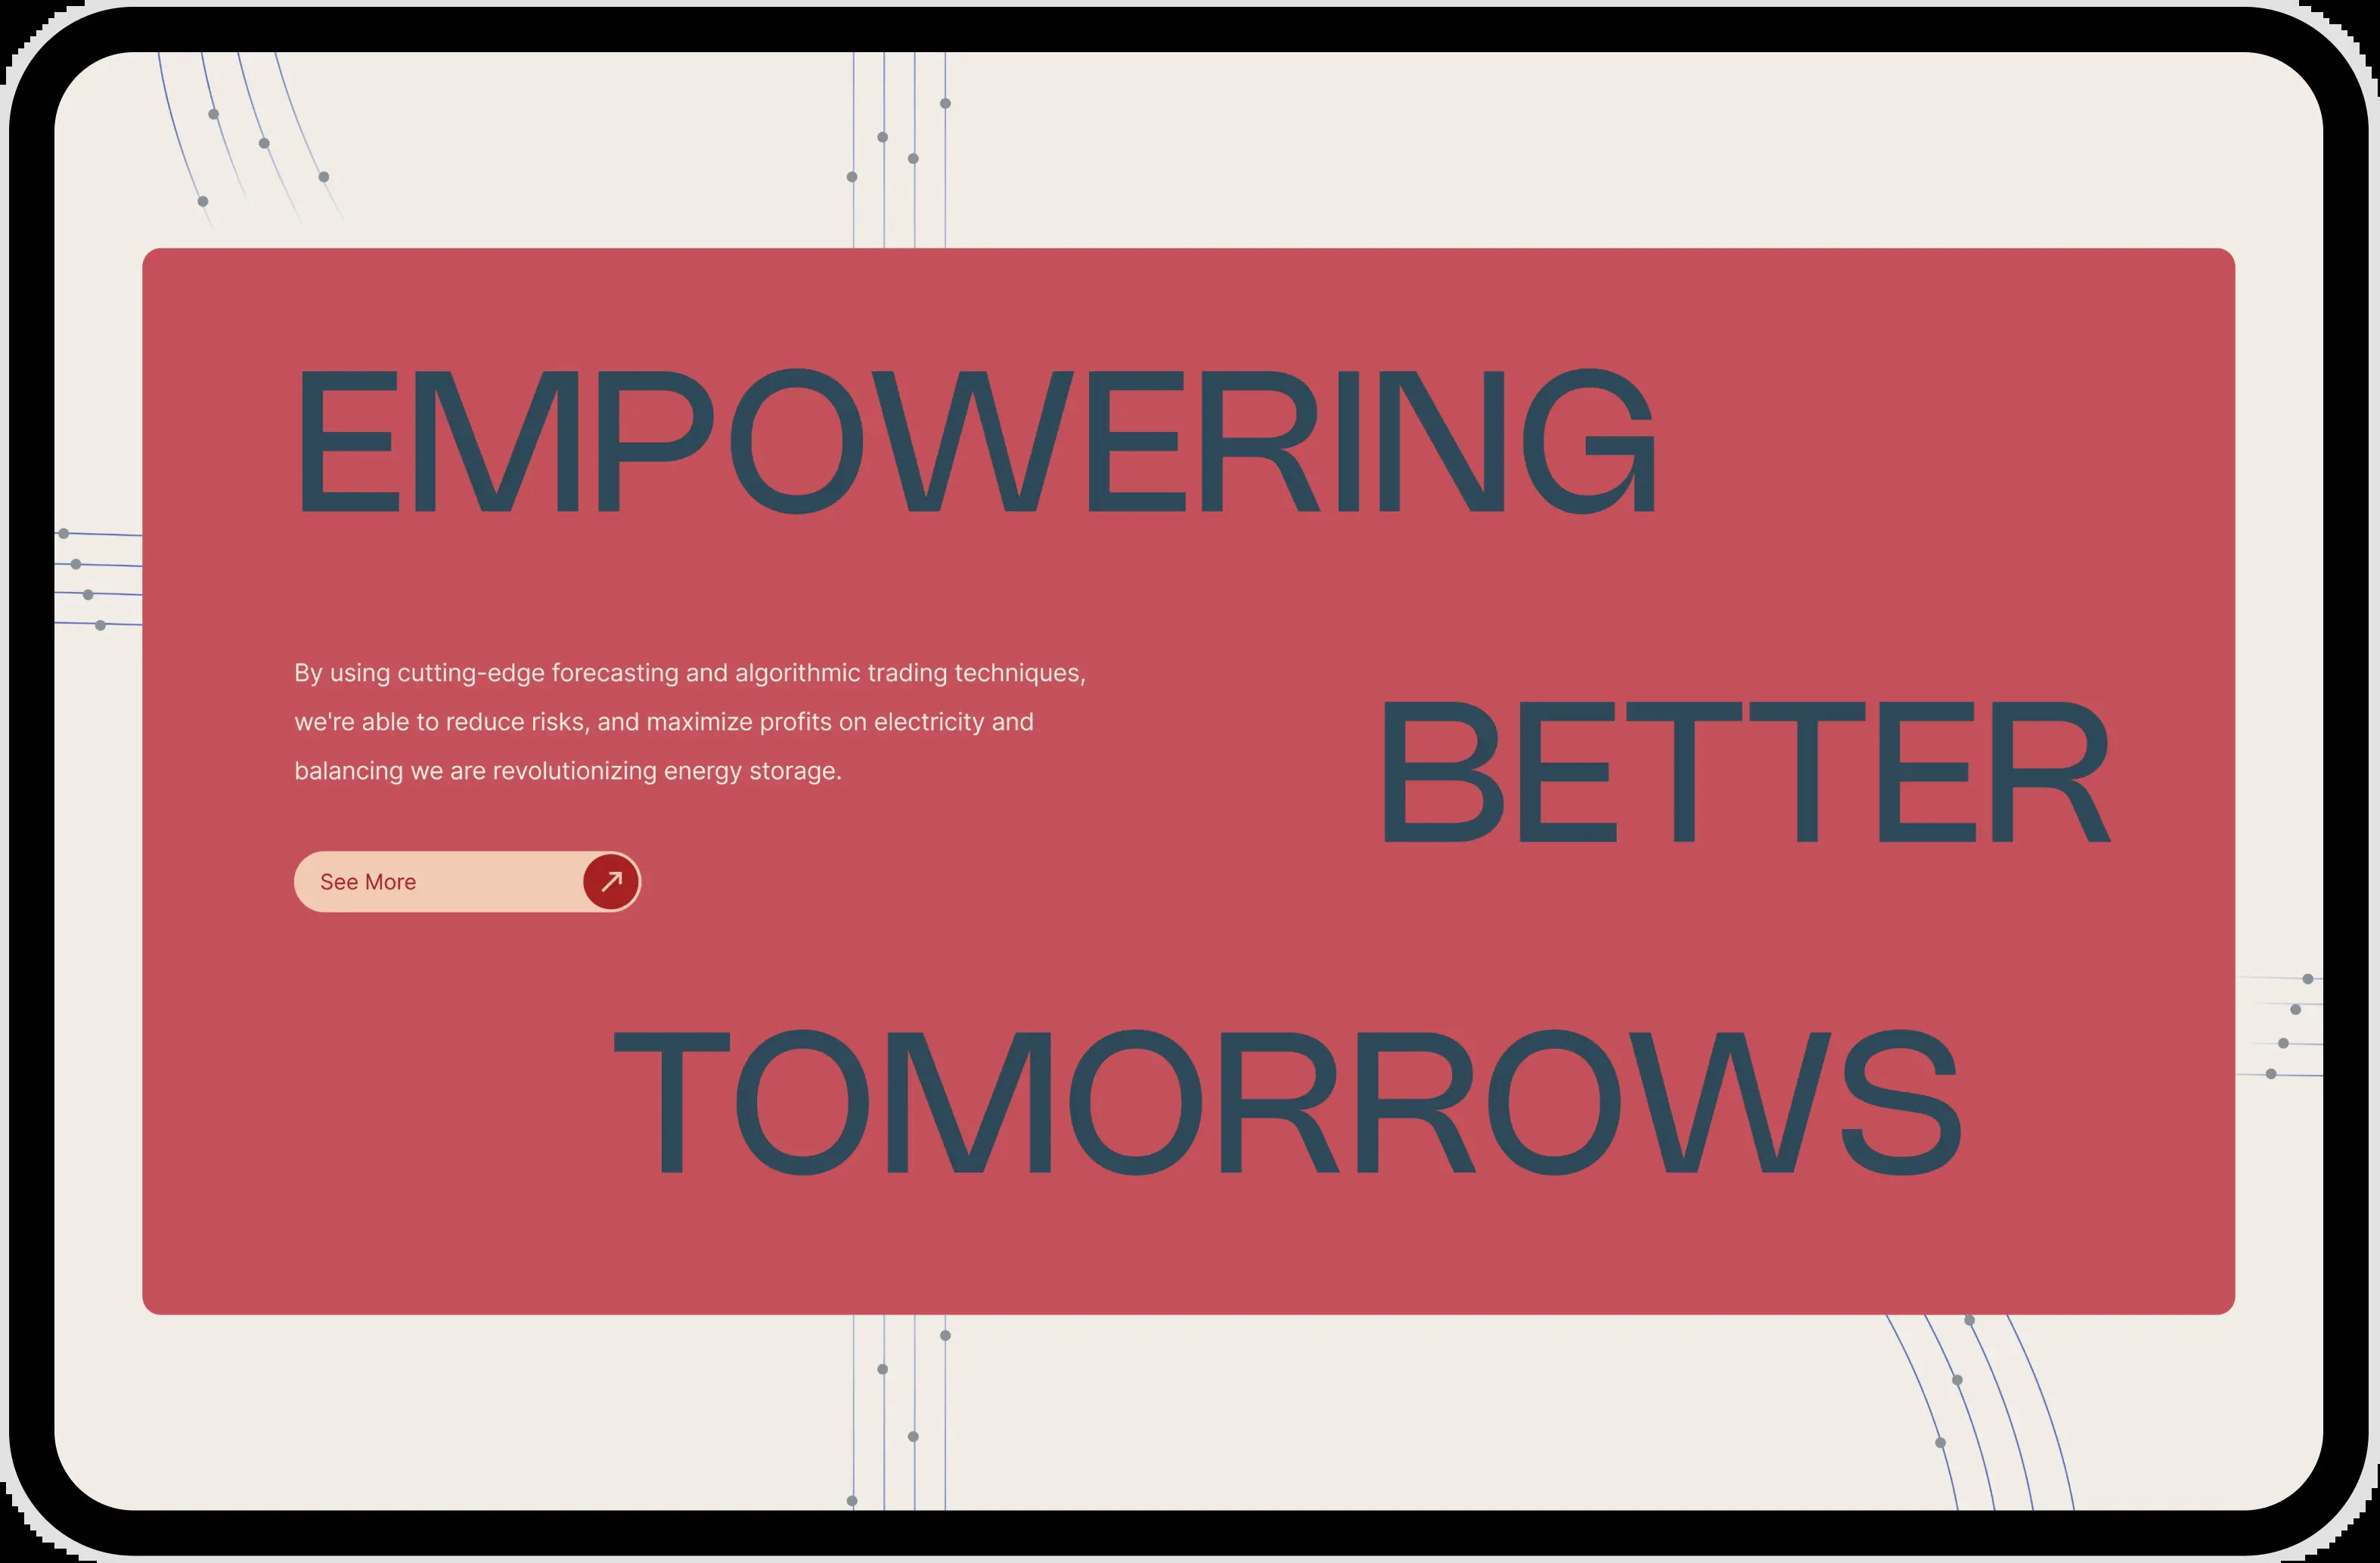 EMPOWERING
By using cutting-edge forecasting and algorithmic trading techniques,
we're able to reduce risks, and maximize profits on electricity and
balancing we are revolutionizing energy storage.
BETTER
See More
TOMORROWS